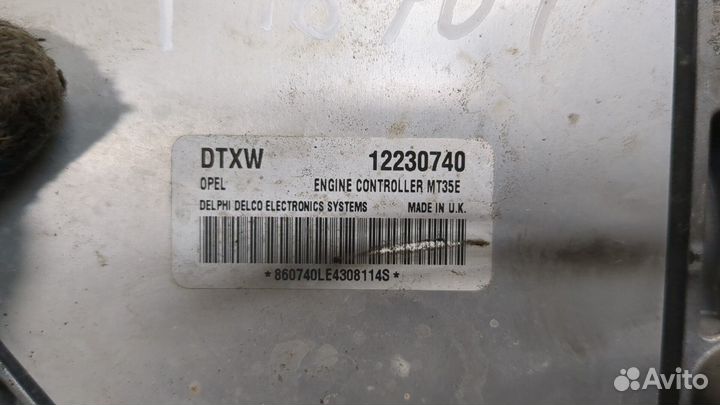 DTXW 12230740
OPEL ENGINE CONTROLLER MT35E
DELPHI DELCO ELECTRONICS SYSTEMS MADE IN U.K.
*860740LE4308114S*
Avito